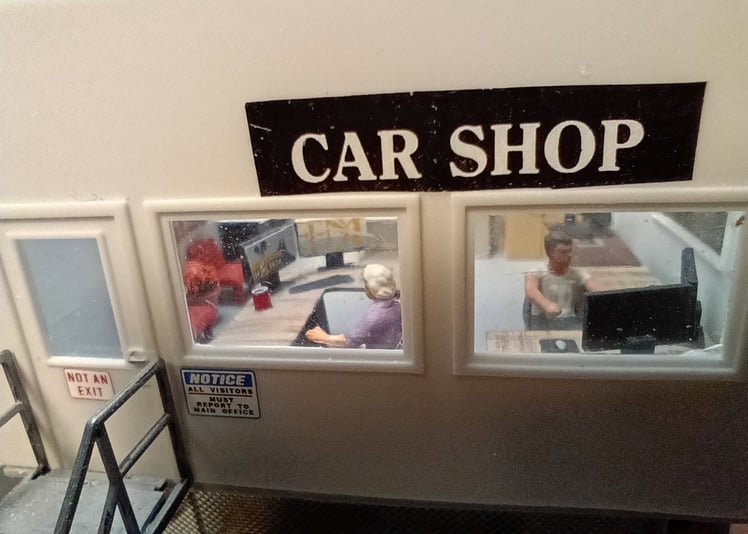 CAR SHOP
NOT AN
EXIT
NOTICE
ALL VISITORS
MUST
REPORT TO
MAIN OFFICE